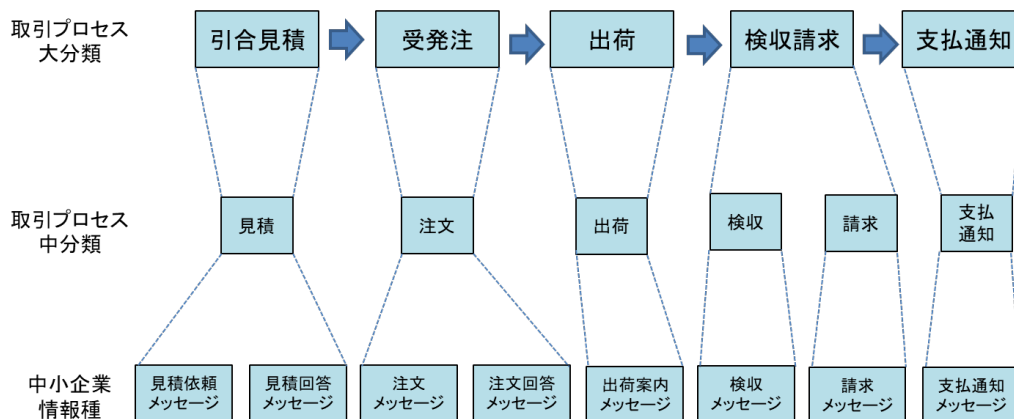 取引プロセス
大分類
引合見積
受発注
出荷
検収請求
支払通知
取引プロセス
中分類
見積
注文
出荷
検収
請求
支払
通知
中小企業
情報種
見積依頼
メッセージ
見積回答
メッセージ
注文
メッセージ
注文回答
メッセージ
出荷案内
メッセージ
検収
メッセージ
請求
メッセージ
支払通知
メッセージ